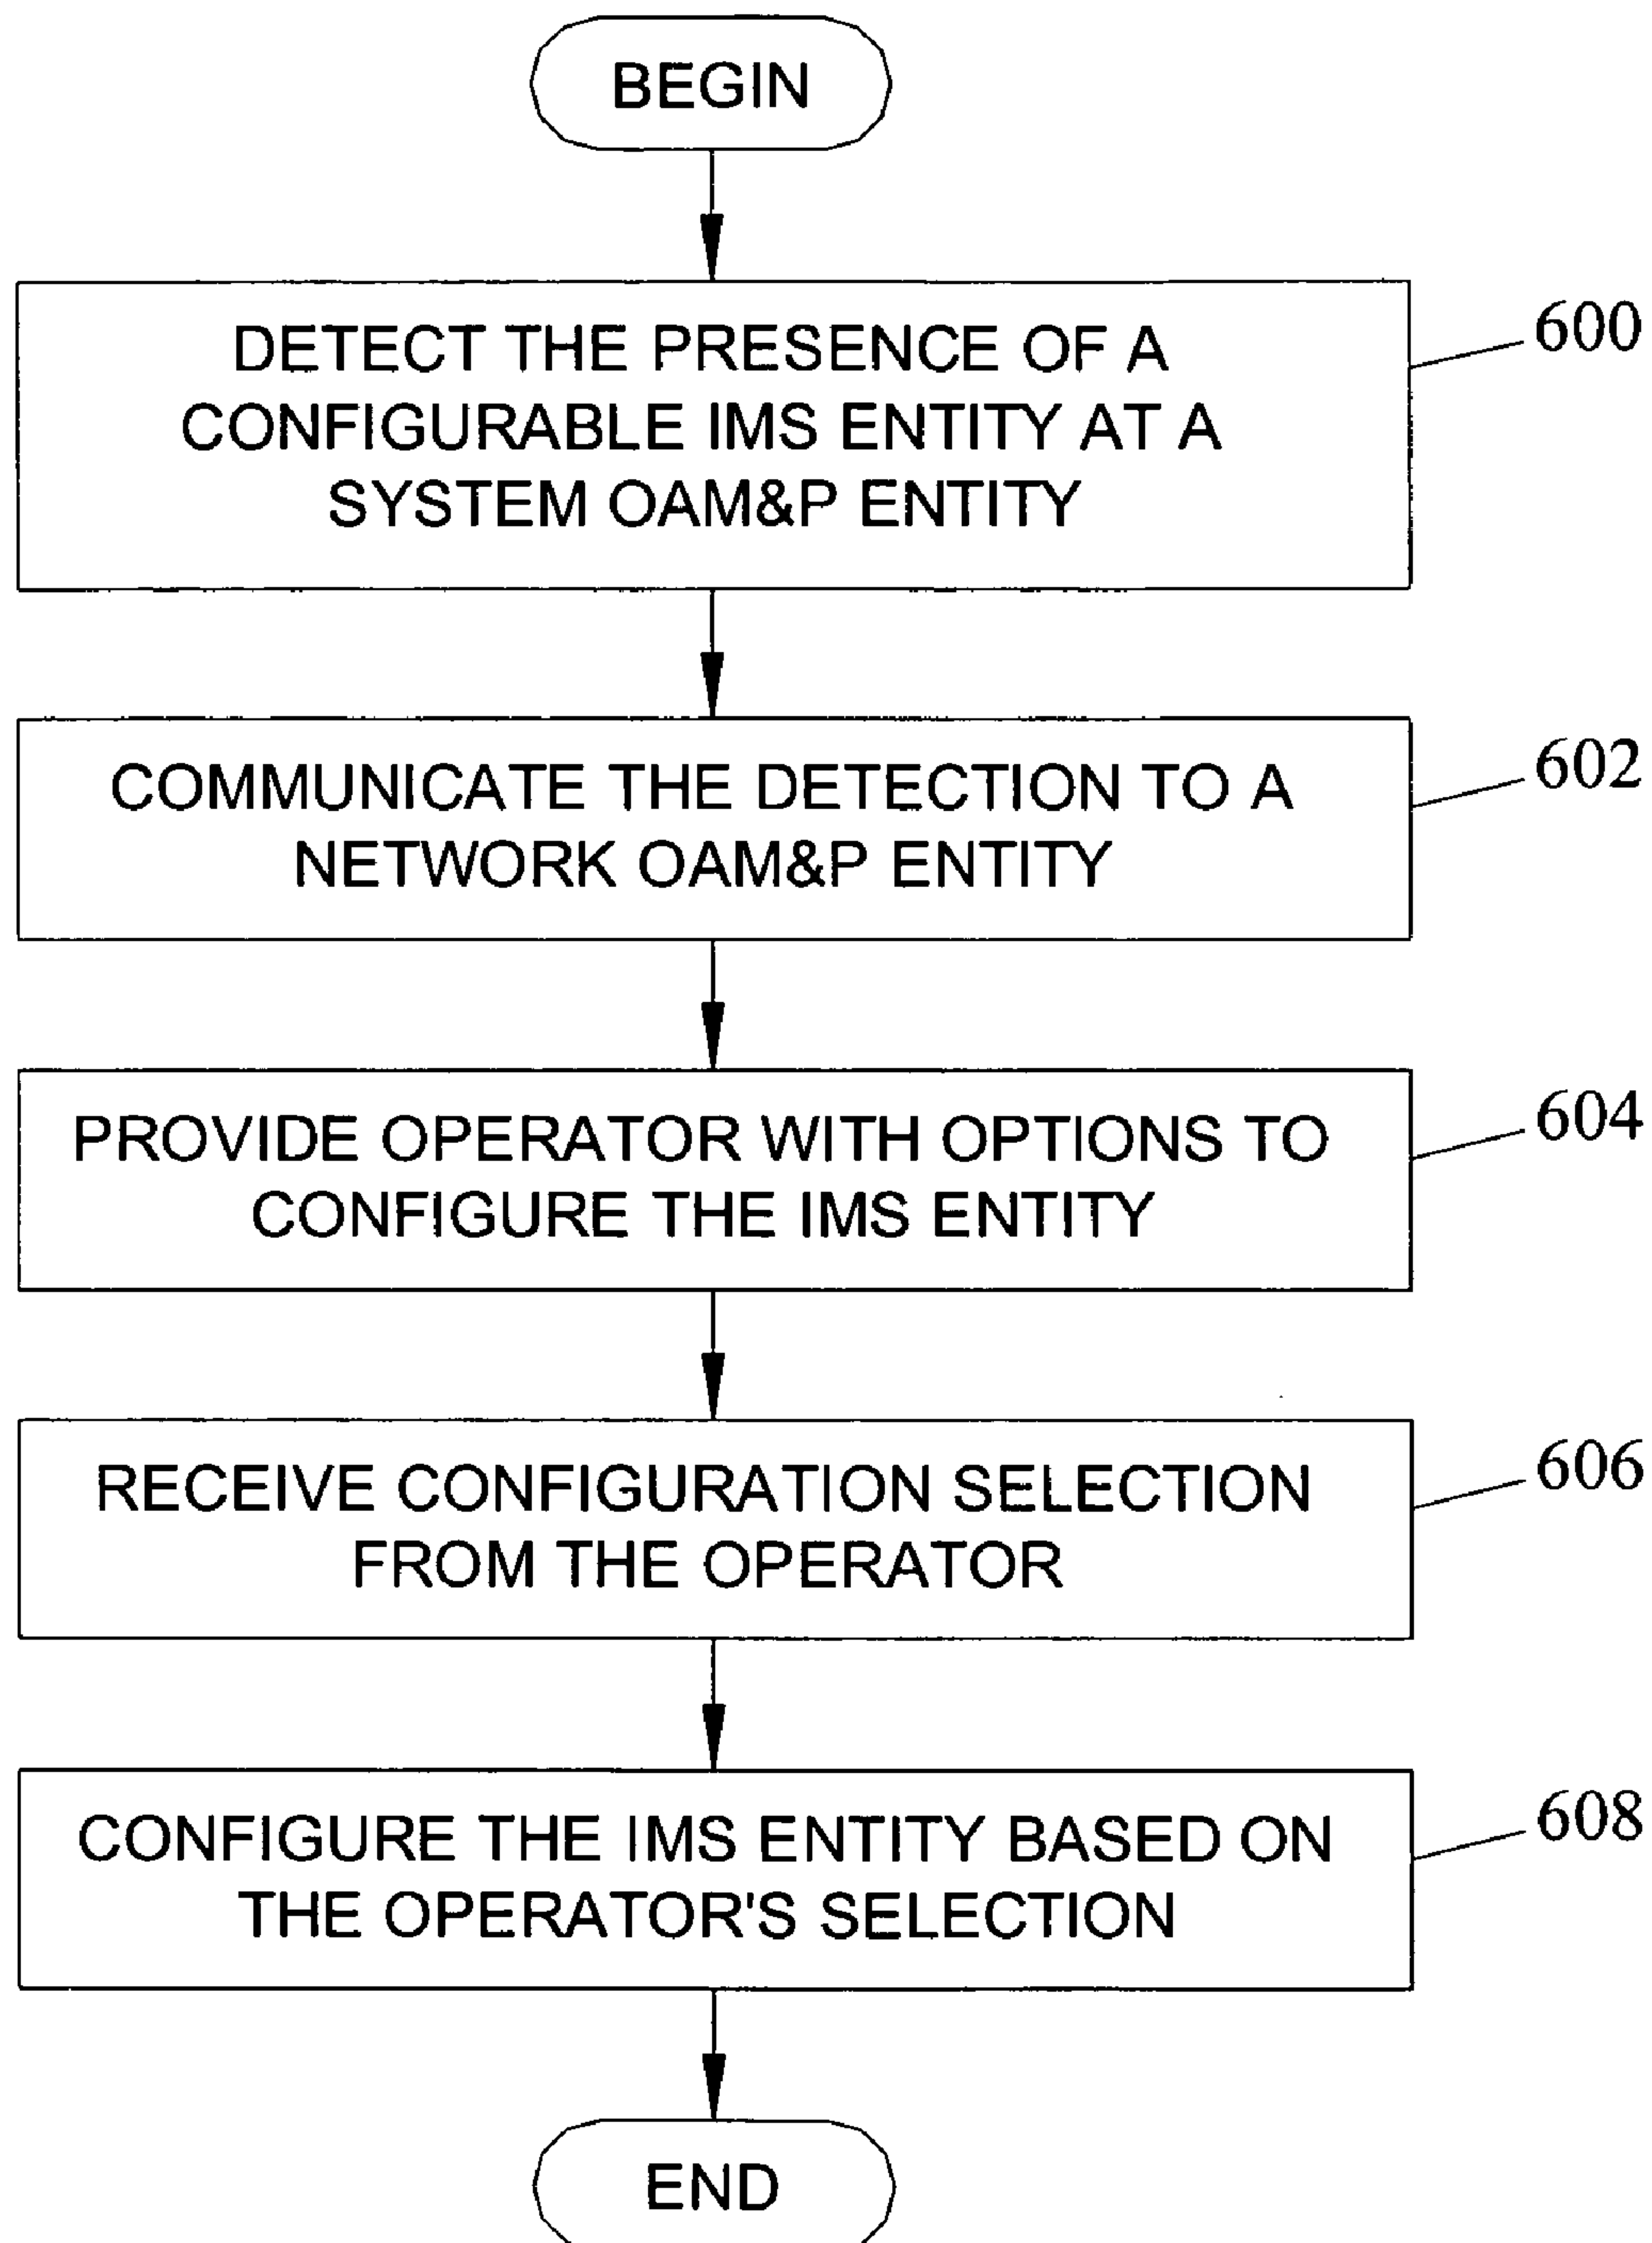 BEGIN
DETECT THE PRESENCE OF A
CONFIGURABLE IMS ENTITY AT A
SYSTEM OAM&P ENTITY
600
COMMUNICATE THE DETECTION TO A
NETWORK OAM&P ENTITY
602
PROVIDE OPERATOR WITH OPTIONS TO
CONFIGURE THE IMS ENTITY
604
RECEIVE CONFIGURATION SELECTION
FROM THE OPERATOR
606
CONFIGURE THE IMS ENTITY BASED ON
THE OPERATOR'S SELECTION
608
END